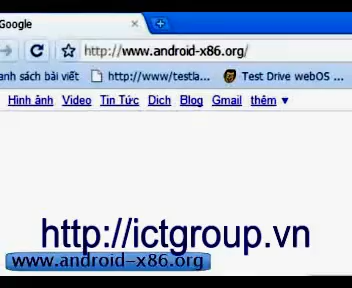 Google
http://www.android-x86.org/
anh sách bài viết http://www/testla... Test Drive webOS ...
Hình ảnh Video Tin Tức Dịch Blog Gmail thêm ▼
http://ictgroup.vn
www.android-x86.org